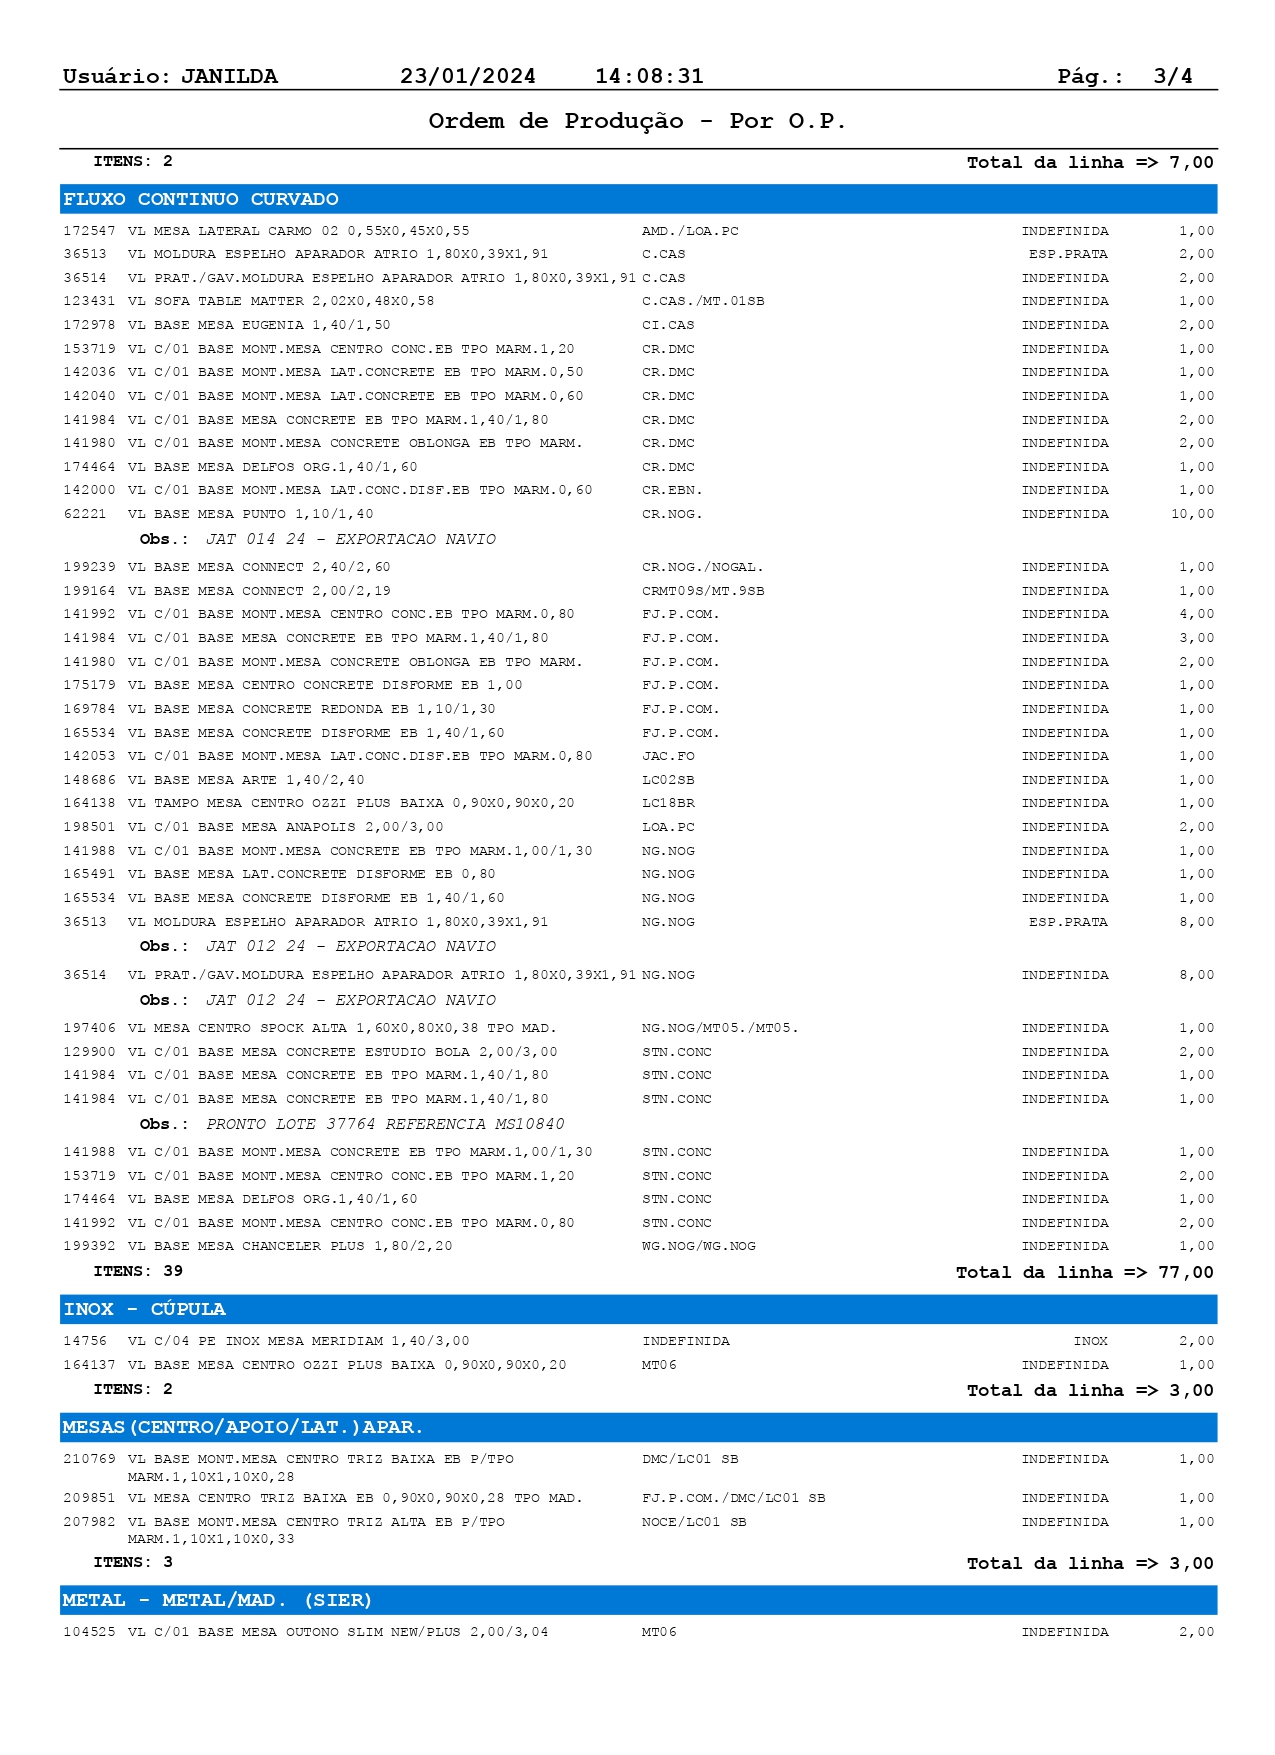 Usuário: JANILDA 23/01/2024 14:08:31 Pág.: 3/4
Ordem de Produção - Por O.P.
ITENS: 2 Total da linha => 7,00
FLUXO CONTINUO CURVADO
172547 VL MESA LATERAL CARMO 02 0,55X0,45X0,55 AMD./LOA.PC INDEFINIDA 1,00
36513 VL MOLDURA ESPELHO APARADOR ATRIO 1,80X0,39X1,91 C.CAS ESP.PRATA 2,00
36514 VL PRAT./GAV.MOLDURA ESPELHO APARADOR ATRIO 1,80X0,39X1,91 C.CAS INDEFINIDA 2,00
123431 VL SOFA TABLE MATTER 2,02X0,48X0,58 C.CAS./MT.01SB INDEFINIDA 1,00
172978 VL BASE MESA EUGENIA 1,40/1,50 CI.CAS INDEFINIDA 2,00
153719 VL C/01 BASE MONT.MESA CENTRO CONC.EB TPO MARM.1,20 CR.DMC INDEFINIDA 1,00
142036 VL C/01 BASE MONT.MESA LAT.CONCRETE EB TPO MARM.0,50 CR.DMC INDEFINIDA 1,00
142040 VL C/01 BASE MONT.MESA LAT.CONCRETE EB TPO MARM.0,60 CR.DMC INDEFINIDA 1,00
141984 VL C/01 BASE MESA CONCRETE EB TPO MARM.1,40/1,80 CR.DMC INDEFINIDA 2,00
141980 VL C/01 BASE MONT.MESA CONCRETE OBLONGA EB TPO MARM. CR.DMC INDEFINIDA 2,00
174464 VL BASE MESA DELFOS ORG.1,40/1,60 CR.DMC INDEFINIDA 1,00
142000 VL C/01 BASE MONT.MESA LAT.CONC.DISF.EB TPO MARM.0,60 CR.EBN. INDEFINIDA 1,00
62221 VL BASE MESA PUNTO 1,10/1,40 CR.NOG. INDEFINIDA 10,00
Obs.: JAT 014 24 - EXPORTACAO NAVIO
199239 VL BASE MESA CONNECT 2,40/2,60 CR.NOG./NOGAL. INDEFINIDA 1,00
199164 VL BASE MESA CONNECT 2,00/2,19 CRMT09S/MT.9SB INDEFINIDA 1,00
141992 VL C/01 BASE MONT.MESA CENTRO CONC.EB TPO MARM.0,80 FJ.P.COM. INDEFINIDA 4,00
141984 VL C/01 BASE MESA CONCRETE EB TPO MARM.1,40/1,80 FJ.P.COM. INDEFINIDA 3,00
141980 VL C/01 BASE MONT.MESA CONCRETE OBLONGA EB TPO MARM. FJ.P.COM. INDEFINIDA 2,00
175179 VL BASE MESA CENTRO CONCRETE DISFORME EB 1,00 FJ.P.COM. INDEFINIDA 1,00
169784 VL BASE MESA CONCRETE REDONDA EB 1,10/1,30 FJ.P.COM. INDEFINIDA 1,00
165534 VL BASE MESA CONCRETE DISFORME EB 1,40/1,60 FJ.P.COM. INDEFINIDA 1,00
142053 VL C/01 BASE MONT.MESA LAT.CONC.DISF.EB TPO MARM.0,80 JAC.FO INDEFINIDA 1,00
148686 VL BASE MESA ARTE 1,40/2,40 LC02SB INDEFINIDA 1,00
164138 VL TAMPO MESA CENTRO OZZI PLUS BAIXA 0,90X0,90X0,20 LC18BR INDEFINIDA 1,00
198501 VL C/01 BASE MESA ANAPOLIS 2,00/3,00 LOA.PC INDEFINIDA 2,00
141988 VL C/01 BASE MONT.MESA CONCRETE EB TPO MARM.1,00/1,30 NG.NOG INDEFINIDA 1,00
165491 VL BASE MESA LAT.CONCRETE DISFORME EB 0,80 NG.NOG INDEFINIDA 1,00
165534 VL BASE MESA CONCRETE DISFORME EB 1,40/1,60 NG.NOG INDEFINIDA 1,00
36513 VL MOLDURA ESPELHO APARADOR ATRIO 1,80X0,39X1,91 NG.NOG ESP.PRATA 8,00
Obs.: JAT 012 24 - EXPORTACAO NAVIO
36514 VL PRAT./GAV.MOLDURA ESPELHO APARADOR ATRIO 1,80X0,39X1,91 NG.NOG INDEFINIDA 8,00
Obs.: JAT 012 24 - EXPORTACAO NAVIO
197406 VL MESA CENTRO SPOCK ALTA 1,60X0,80X0,38 TPO MAD. NG.NOG/MT05./MT05. INDEFINIDA 1,00
129900 VL C/01 BASE MESA CONCRETE ESTUDIO BOLA 2,00/3,00 STN.CONC INDEFINIDA 2,00
141984 VL C/01 BASE MESA CONCRETE EB TPO MARM.1,40/1,80 STN.CONC INDEFINIDA 1,00
141984 VL C/01 BASE MESA CONCRETE EB TPO MARM.1,40/1,80 STN.CONC INDEFINIDA 1,00
Obs.: PRONTO LOTE 37764 REFERENCIA MS10840
141988 VL C/01 BASE MONT.MESA CONCRETE EB TPO MARM.1,00/1,30 STN.CONC INDEFINIDA 1,00
153719 VL C/01 BASE MONT.MESA CENTRO CONC.EB TPO MARM.1,20 STN.CONC INDEFINIDA 2,00
174464 VL BASE MESA DELFOS ORG.1,40/1,60 STN.CONC INDEFINIDA 1,00
141992 VL C/01 BASE MONT.MESA CENTRO CONC.EB TPO MARM.0,80 STN.CONC INDEFINIDA 2,00
199392 VL BASE MESA CHANCELER PLUS 1,80/2,20 WG.NOG/WG.NOG INDEFINIDA 1,00
ITENS: 39 Total da linha => 77,00
INOX - CÚPULA
14756 VL C/04 PE INOX MESA MERIDIAM 1,40/3,00 INDEFINIDA INOX 2,00
164137 VL BASE MESA CENTRO OZZI PLUS BAIXA 0,90X0,90X0,20 MT06 INDEFINIDA 1,00
ITENS: 2 Total da linha => 3,00
MESAS(CENTRO/APOIO/LAT.)APAR.
210769 VL BASE MONT.MESA CENTRO TRIZ BAIXA EB P/TPO DMC/LC01 SB INDEFINIDA 1,00
MARM.1,10X1,10X0,28
209851 VL MESA CENTRO TRIZ BAIXA EB 0,90X0,90X0,28 TPO MAD. FJ.P.COM./DMC/LC01 SB INDEFINIDA 1,00
207982 VL BASE MONT.MESA CENTRO TRIZ ALTA EB P/TPO NOCE/LC01 SB INDEFINIDA 1,00
MARM.1,10X1,10X0,33
ITENS: 3 Total da linha => 3,00
METAL - METAL/MAD. (SIER)
104525 VL C/01 BASE MESA OUTONO SLIM NEW/PLUS 2,00/3,04 MT06 INDEFINIDA 2,00